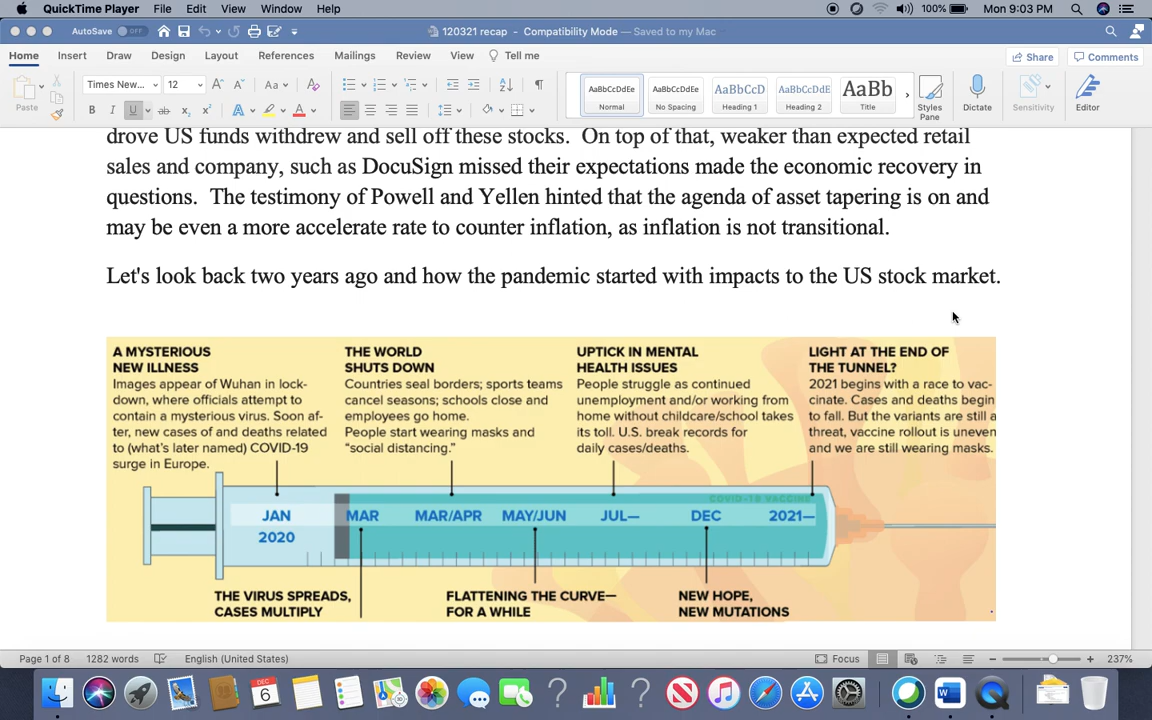 QuickTime Player File Edit View Window Help 100% Mon 9:03 PM
AutoSave OFF 120321 recap - Compatibility Mode — Saved to my Mac
Home Insert Draw Design Layout References Mailings Review View Tell me Share Comments
Paste Times New... 12 Aa
B I U ab x₂ x² A A
AaBbCcDdEe AaBbCcDdEe AaBbCcD AaBbCcDdE AaBb
Normal No Spacing Heading 1 Heading 2 Title Styles Pane Dictate Sensitivity Editor
drove US funds withdrew and sell off these stocks. On top of that, weaker than expected retail
sales and company, such as DocuSign missed their expectations made the economic recovery in
questions. The testimony of Powell and Yellen hinted that the agenda of asset tapering is on and
may be even a more accelerate rate to counter inflation, as inflation is not transitional.
Let's look back two years ago and how the pandemic started with impacts to the US stock market.
A MYSTERIOUS
NEW ILLNESS
Images appear of Wuhan in lock-
down, where officials attempt to
contain a mysterious virus. Soon af-
ter, new cases of and deaths related
to (what's later named) COVID-19
surge in Europe.
THE WORLD
SHUTS DOWN
Countries seal borders; sports teams
cancel seasons; schools close and
employees go home.
People start wearing masks and
"social distancing."
UPTICK IN MENTAL
HEALTH ISSUES
People struggle as continued
unemployment and/or working from
home without childcare/school takes
its toll. U.S. break records for
daily cases/deaths.
LIGHT AT THE END OF
THE TUNNEL?
2021 begins with a race to vac-
cinate. Cases and deaths begin
to fall. But the variants are still a
threat, vaccine rollout is uneven
and we are still wearing masks.
COVID-19 VACCINE
JAN MAR MAR/APR MAY/JUN JUL— DEC 2021—
2020
THE VIRUS SPREADS,
CASES MULTIPLY
FLATTENING THE CURVE—
FOR A WHILE
NEW HOPE,
NEW MUTATIONS
Page 1 of 8 1282 words English (United States) Focus 237%
DEC
6